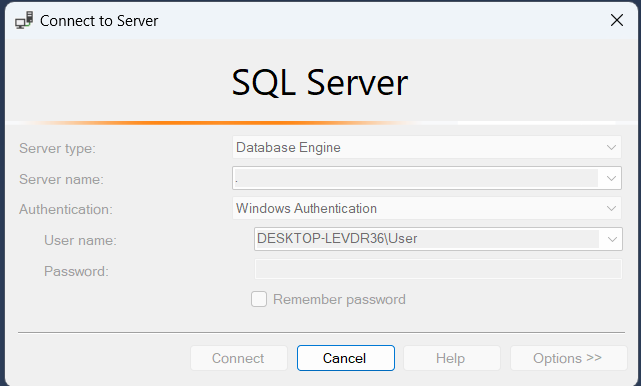 Connect to Server
SQL Server
Server type: Database Engine
Server name: .
Authentication: Windows Authentication
User name: DESKTOP-LEVDR36\User
Password:
Remember password
Connect Cancel Help Options >>